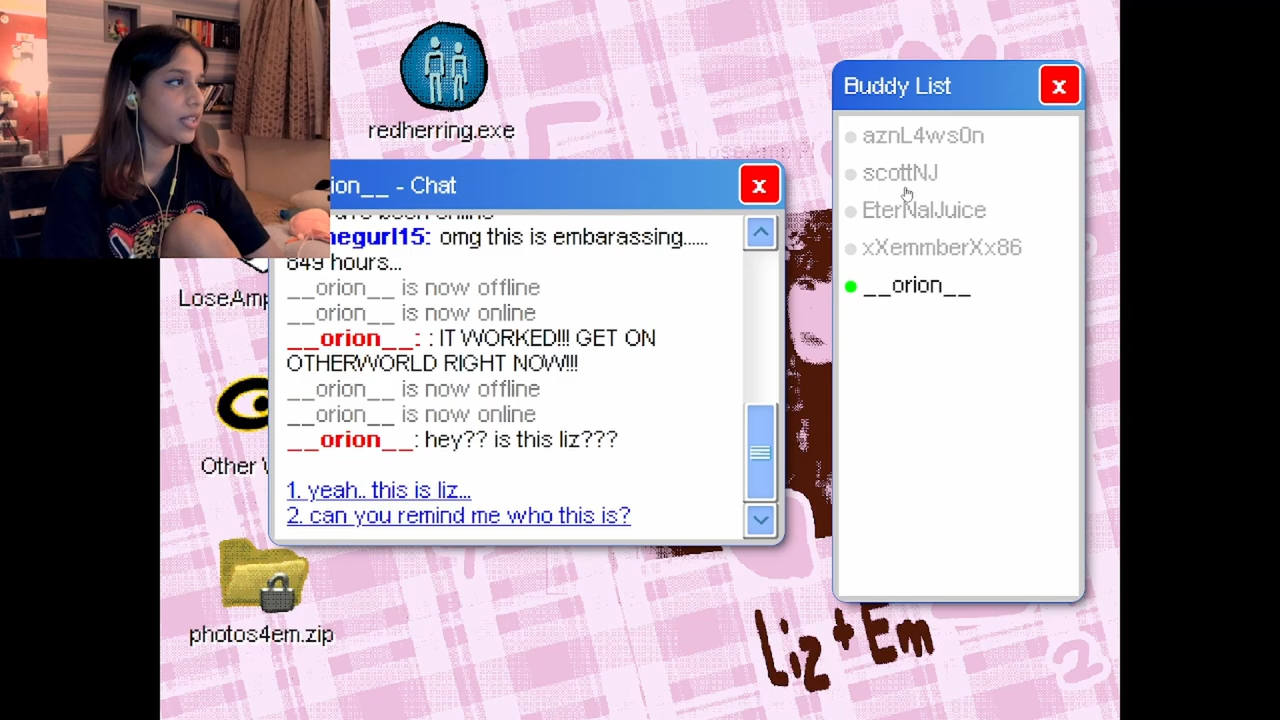 redherring.exe
Buddy List
x
aznL4ws0n
scottNJ
EterNalJuice
xXemmberXx86
__orion__
ion__ - Chat
x
negurl15: omg this is embarassing......
849 hours...
__orion__ is now offline
__orion__ is now online
__orion__: : IT WORKED!!! GET ON
OTHERWORLD RIGHT NOW!!!
__orion__ is now offline
__orion__ is now online
__orion__: hey?? is this liz???
1. yeah.. this is liz...
2. can you remind me who this is?
LoseAmp
Other
photos4em.zip
Liz + Em
2